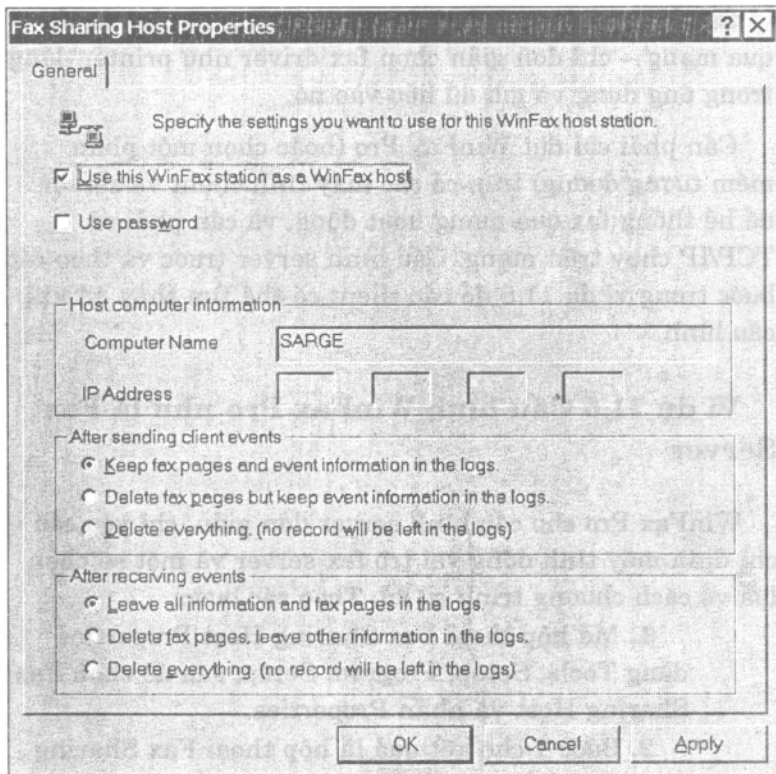 Fax Sharing Host Properties
General
Specify the settings you want to use for this WinFax host station.
Use this WinFax station as a WinFax host
Use password
Host computer information
Computer Name
SARGE
IP Address
After sending client events
Keep fax pages and event information in the logs.
Delete fax pages but keep event information in the logs.
Delete everything. (no record will be left in the logs)
After receiving events
Leave all information and fax pages in the logs.
Delete fax pages, leave other information in the logs.
Delete everything. (no record will be left in the logs)
OK
Cancel
Apply